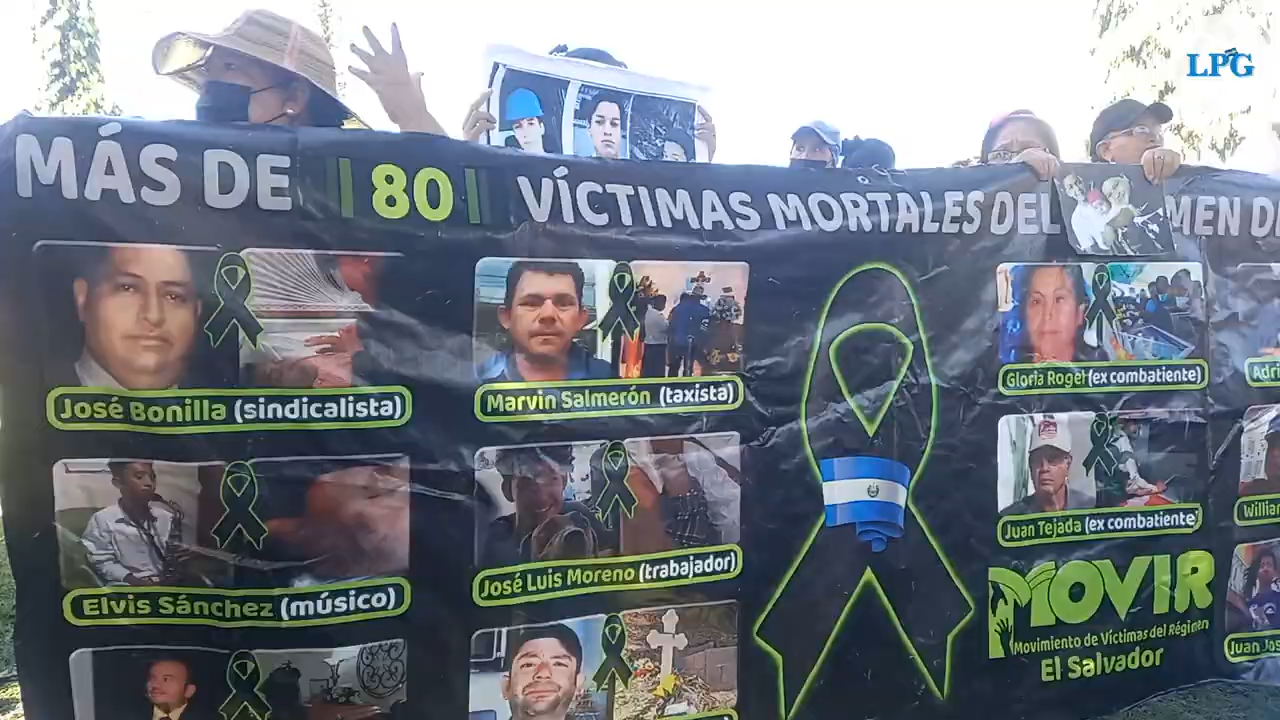 LPG
MÁS DE 80 VÍCTIMAS MORTALES DEL MEN
José Bonilla (sindicalista)
Marvin Salmerón (taxista)
Gloria Rogel (ex combatiente)
Elvis Sánchez (músico)
José Luis Moreno (trabajador)
Juan Tejada (ex combatiente)
MOVIR
Movimiento de Víctimas del Régimen
El Salvador